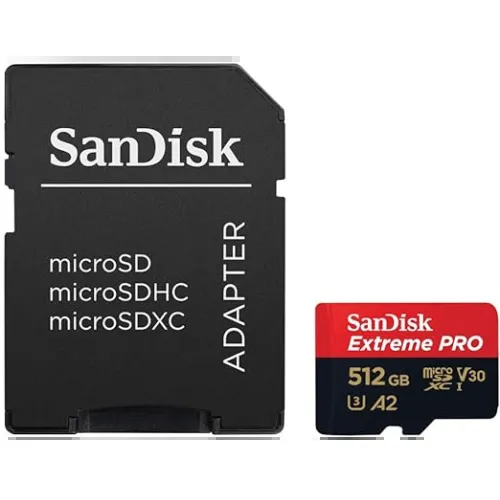 SanDisk
microSD
microSDHC
microSDXC
ADAPTER
SanDisk
Extreme PRO
512 GB micro SD XC I V30
U3 A2